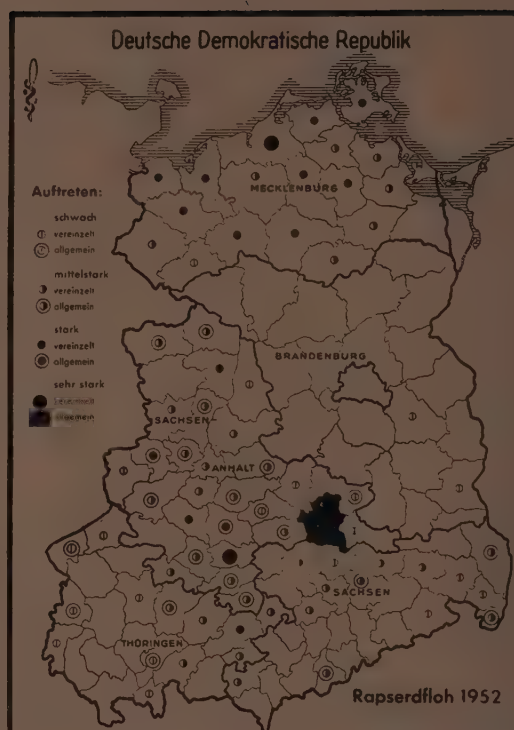 Deutsche Demokratische Republik
Auftreten:
schwach
vereinzelt
allgemein
mittelstark
vereinzelt
allgemein
stark
vereinzelt
allgemein
sehr stark
MECKLENBURG
BRANDENBURG
SACHSEN-
ANHALT
SACHSEN
THÜRINGEN
Rapserdfloh 1952